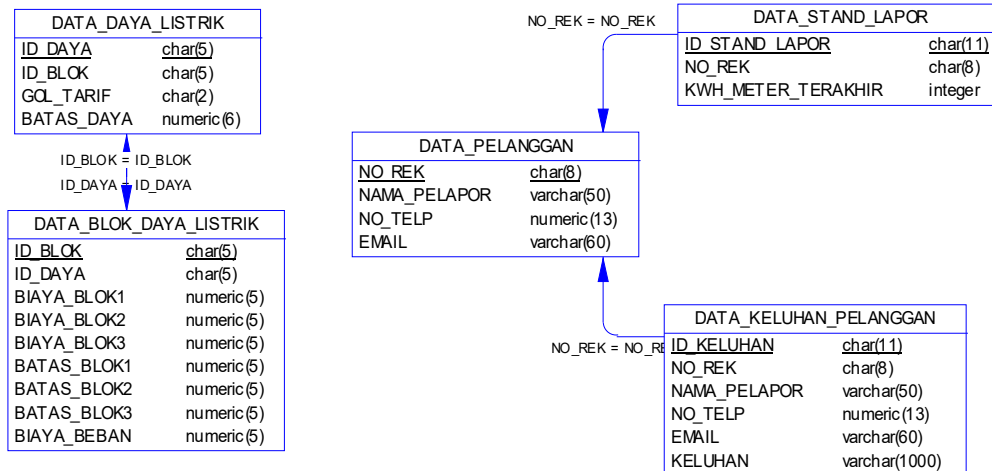 DATA_DAYA_LISTRIK
ID_DAYA char(5)
ID_BLOK char(5)
GOL_TARIF char(2)
BATAS_DAYA numeric(6)
ID_BLOK = ID_BLOK
ID_DAYA = ID_DAYA
DATA_BLOK_DAYA_LISTRIK
ID_BLOK char(5)
ID_DAYA char(5)
BIAYA_BLOK1 numeric(5)
BIAYA_BLOK2 numeric(5)
BIAYA_BLOK3 numeric(5)
BATAS_BLOK1 numeric(5)
BATAS_BLOK2 numeric(5)
BATAS_BLOK3 numeric(5)
BIAYA_BEBAN numeric(5)
NO_REK = NO_REK
DATA_STAND_LAPOR
ID_STAND_LAPOR char(11)
NO_REK char(8)
KWH_METER_TERAKHIR integer
DATA_PELANGGAN
NO_REK char(8)
NAMA_PELAPOR varchar(50)
NO_TELP numeric(13)
EMAIL varchar(60)
NO_REK = NO_RE
DATA_KELUHAN_PELANGGAN
ID_KELUHAN char(11)
NO_REK char(8)
NAMA_PELAPOR varchar(50)
NO_TELP numeric(13)
EMAIL varchar(60)
KELUHAN varchar(1000)